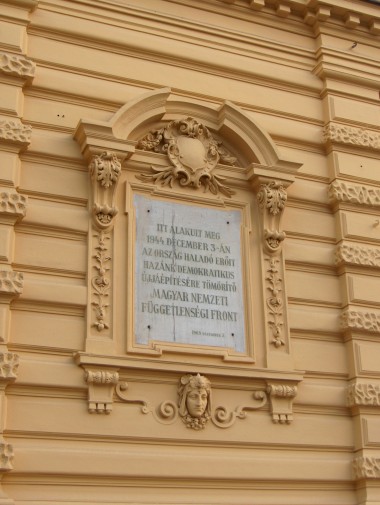 ITT ALAKULT MEG
1944 DECEMBER 3-ÁN
AZ ORSZÁG HALADÓ ERŐIT
HAZÁNK DEMOKRATIKUS
ÚJJÁÉPÍTÉSÉRE TÖMÖRÍTŐ
MAGYAR NEMZETI
FÜGGETLENSÉGI FRONT